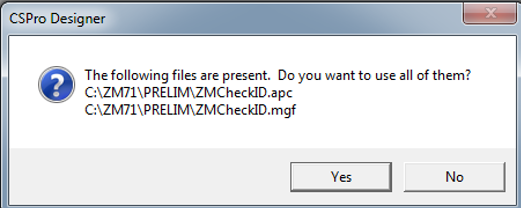 CSPro Designer
The following files are present.  Do you want to use all of them?
C:\ZM71\PRELIM\ZMCheckID.apc
C:\ZM71\PRELIM\ZMCheckID.mgf
Yes
No